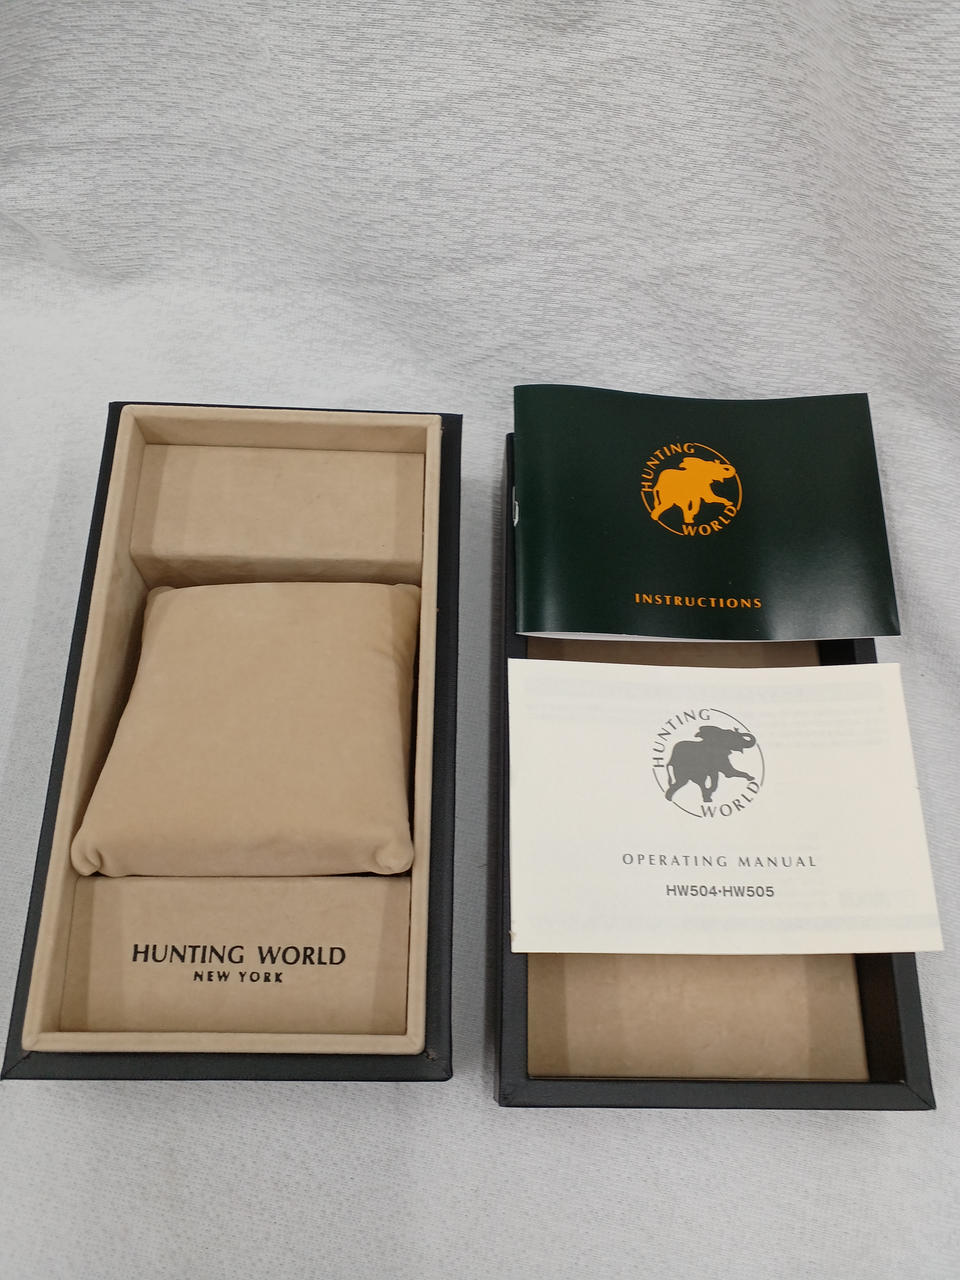 HUNTING WORLD
NEW YORK
HUNTING
WORLD
INSTRUCTIONS
HUNTING
WORLD
OPERATING MANUAL
HW504·HW505